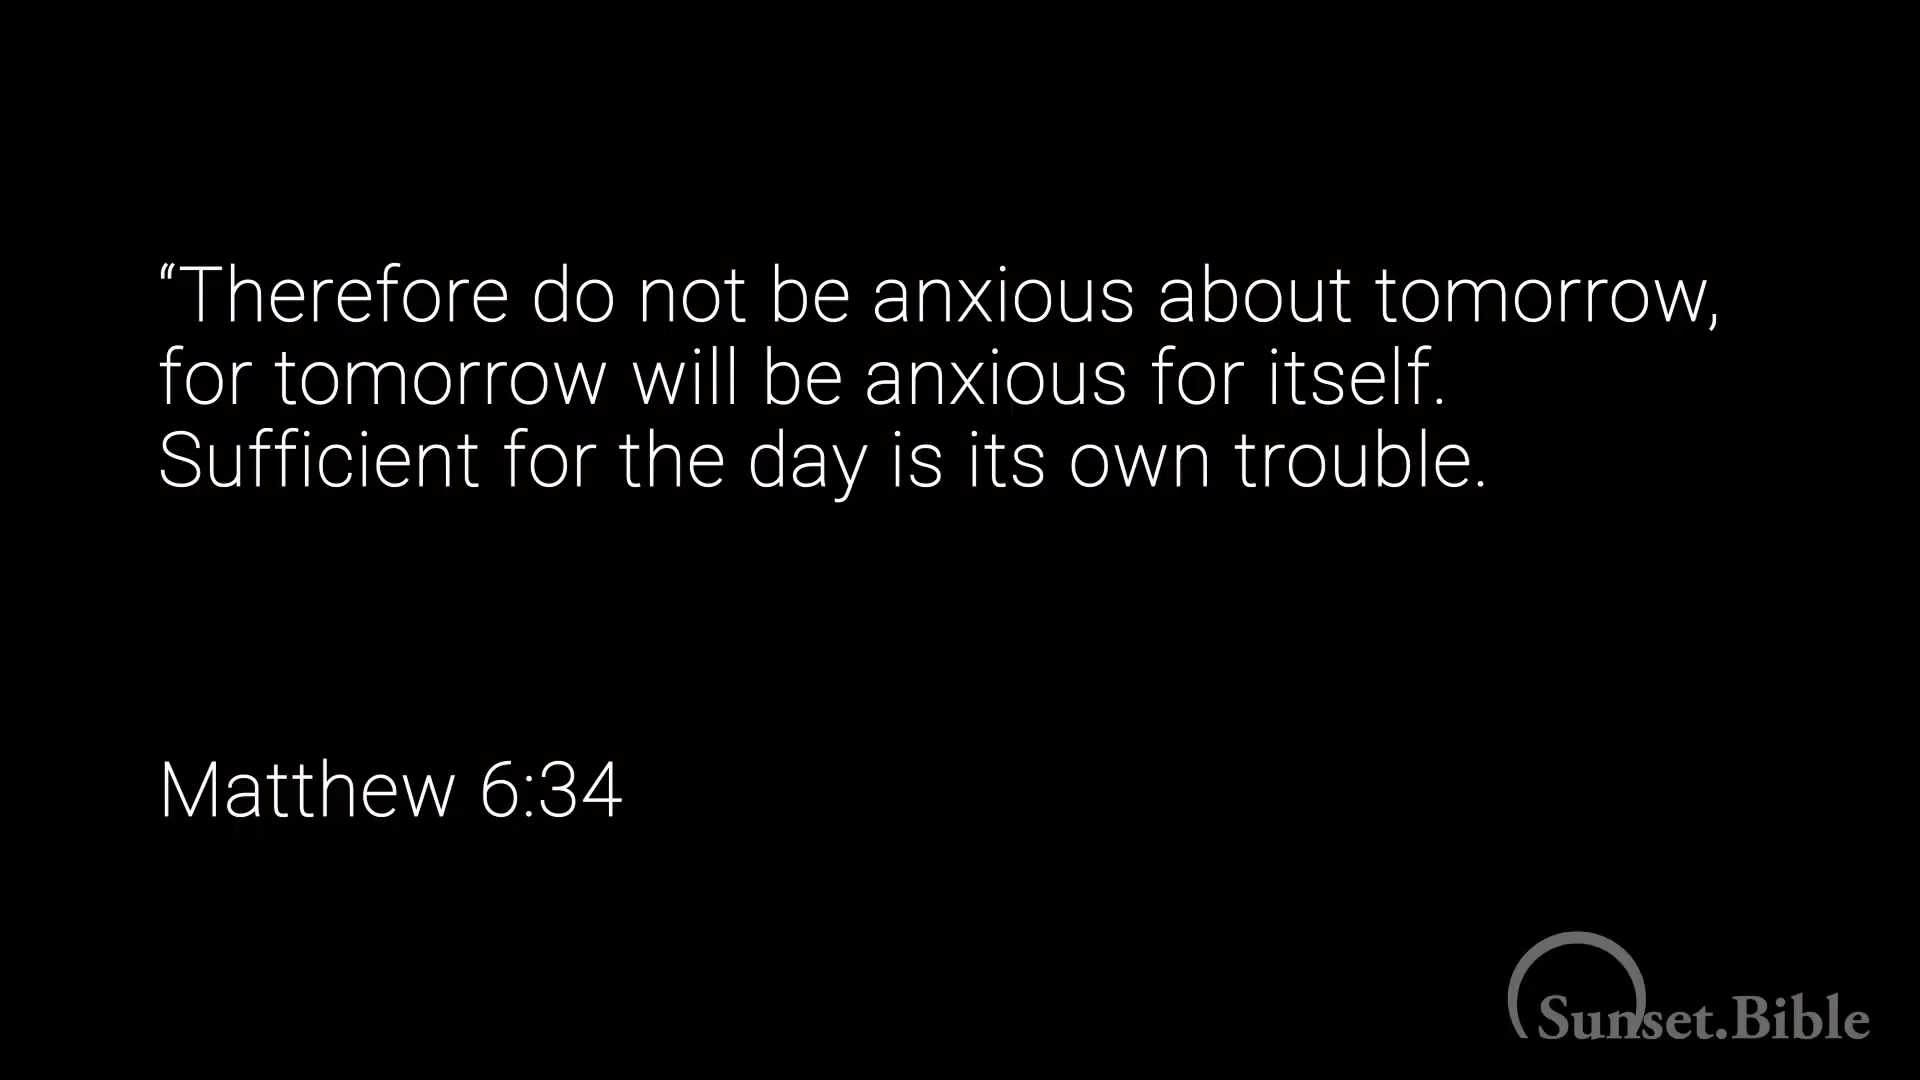 “Therefore do not be anxious about tomorrow,
for tomorrow will be anxious for itself.
Sufficient for the day is its own trouble.
Matthew 6:34
Sunset.Bible